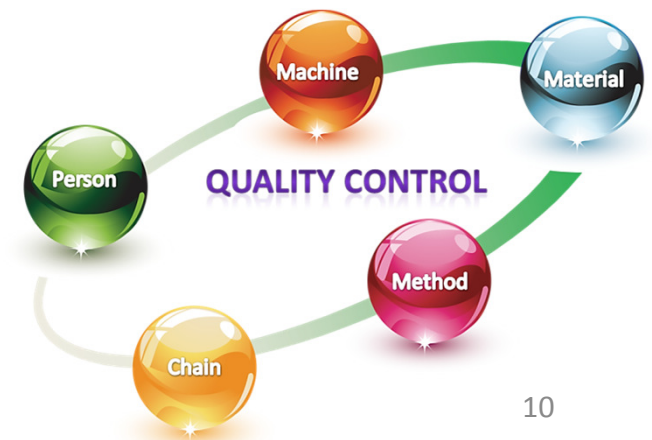 Machine
Material
Person
QUALITY CONTROL
Method
Chain
10